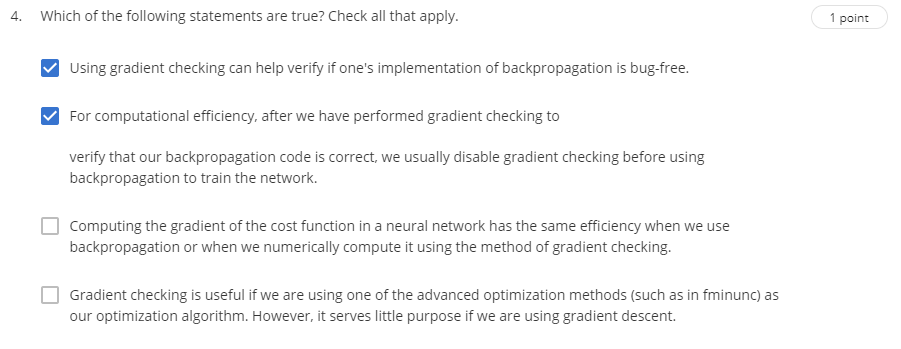 4. Which of the following statements are true? Check all that apply.
1 point
Using gradient checking can help verify if one's implementation of backpropagation is bug-free.
For computational efficiency, after we have performed gradient checking to
verify that our backpropagation code is correct, we usually disable gradient checking before using
backpropagation to train the network.
Computing the gradient of the cost function in a neural network has the same efficiency when we use
backpropagation or when we numerically compute it using the method of gradient checking.
Gradient checking is useful if we are using one of the advanced optimization methods (such as in fminunc) as
our optimization algorithm. However, it serves little purpose if we are using gradient descent.